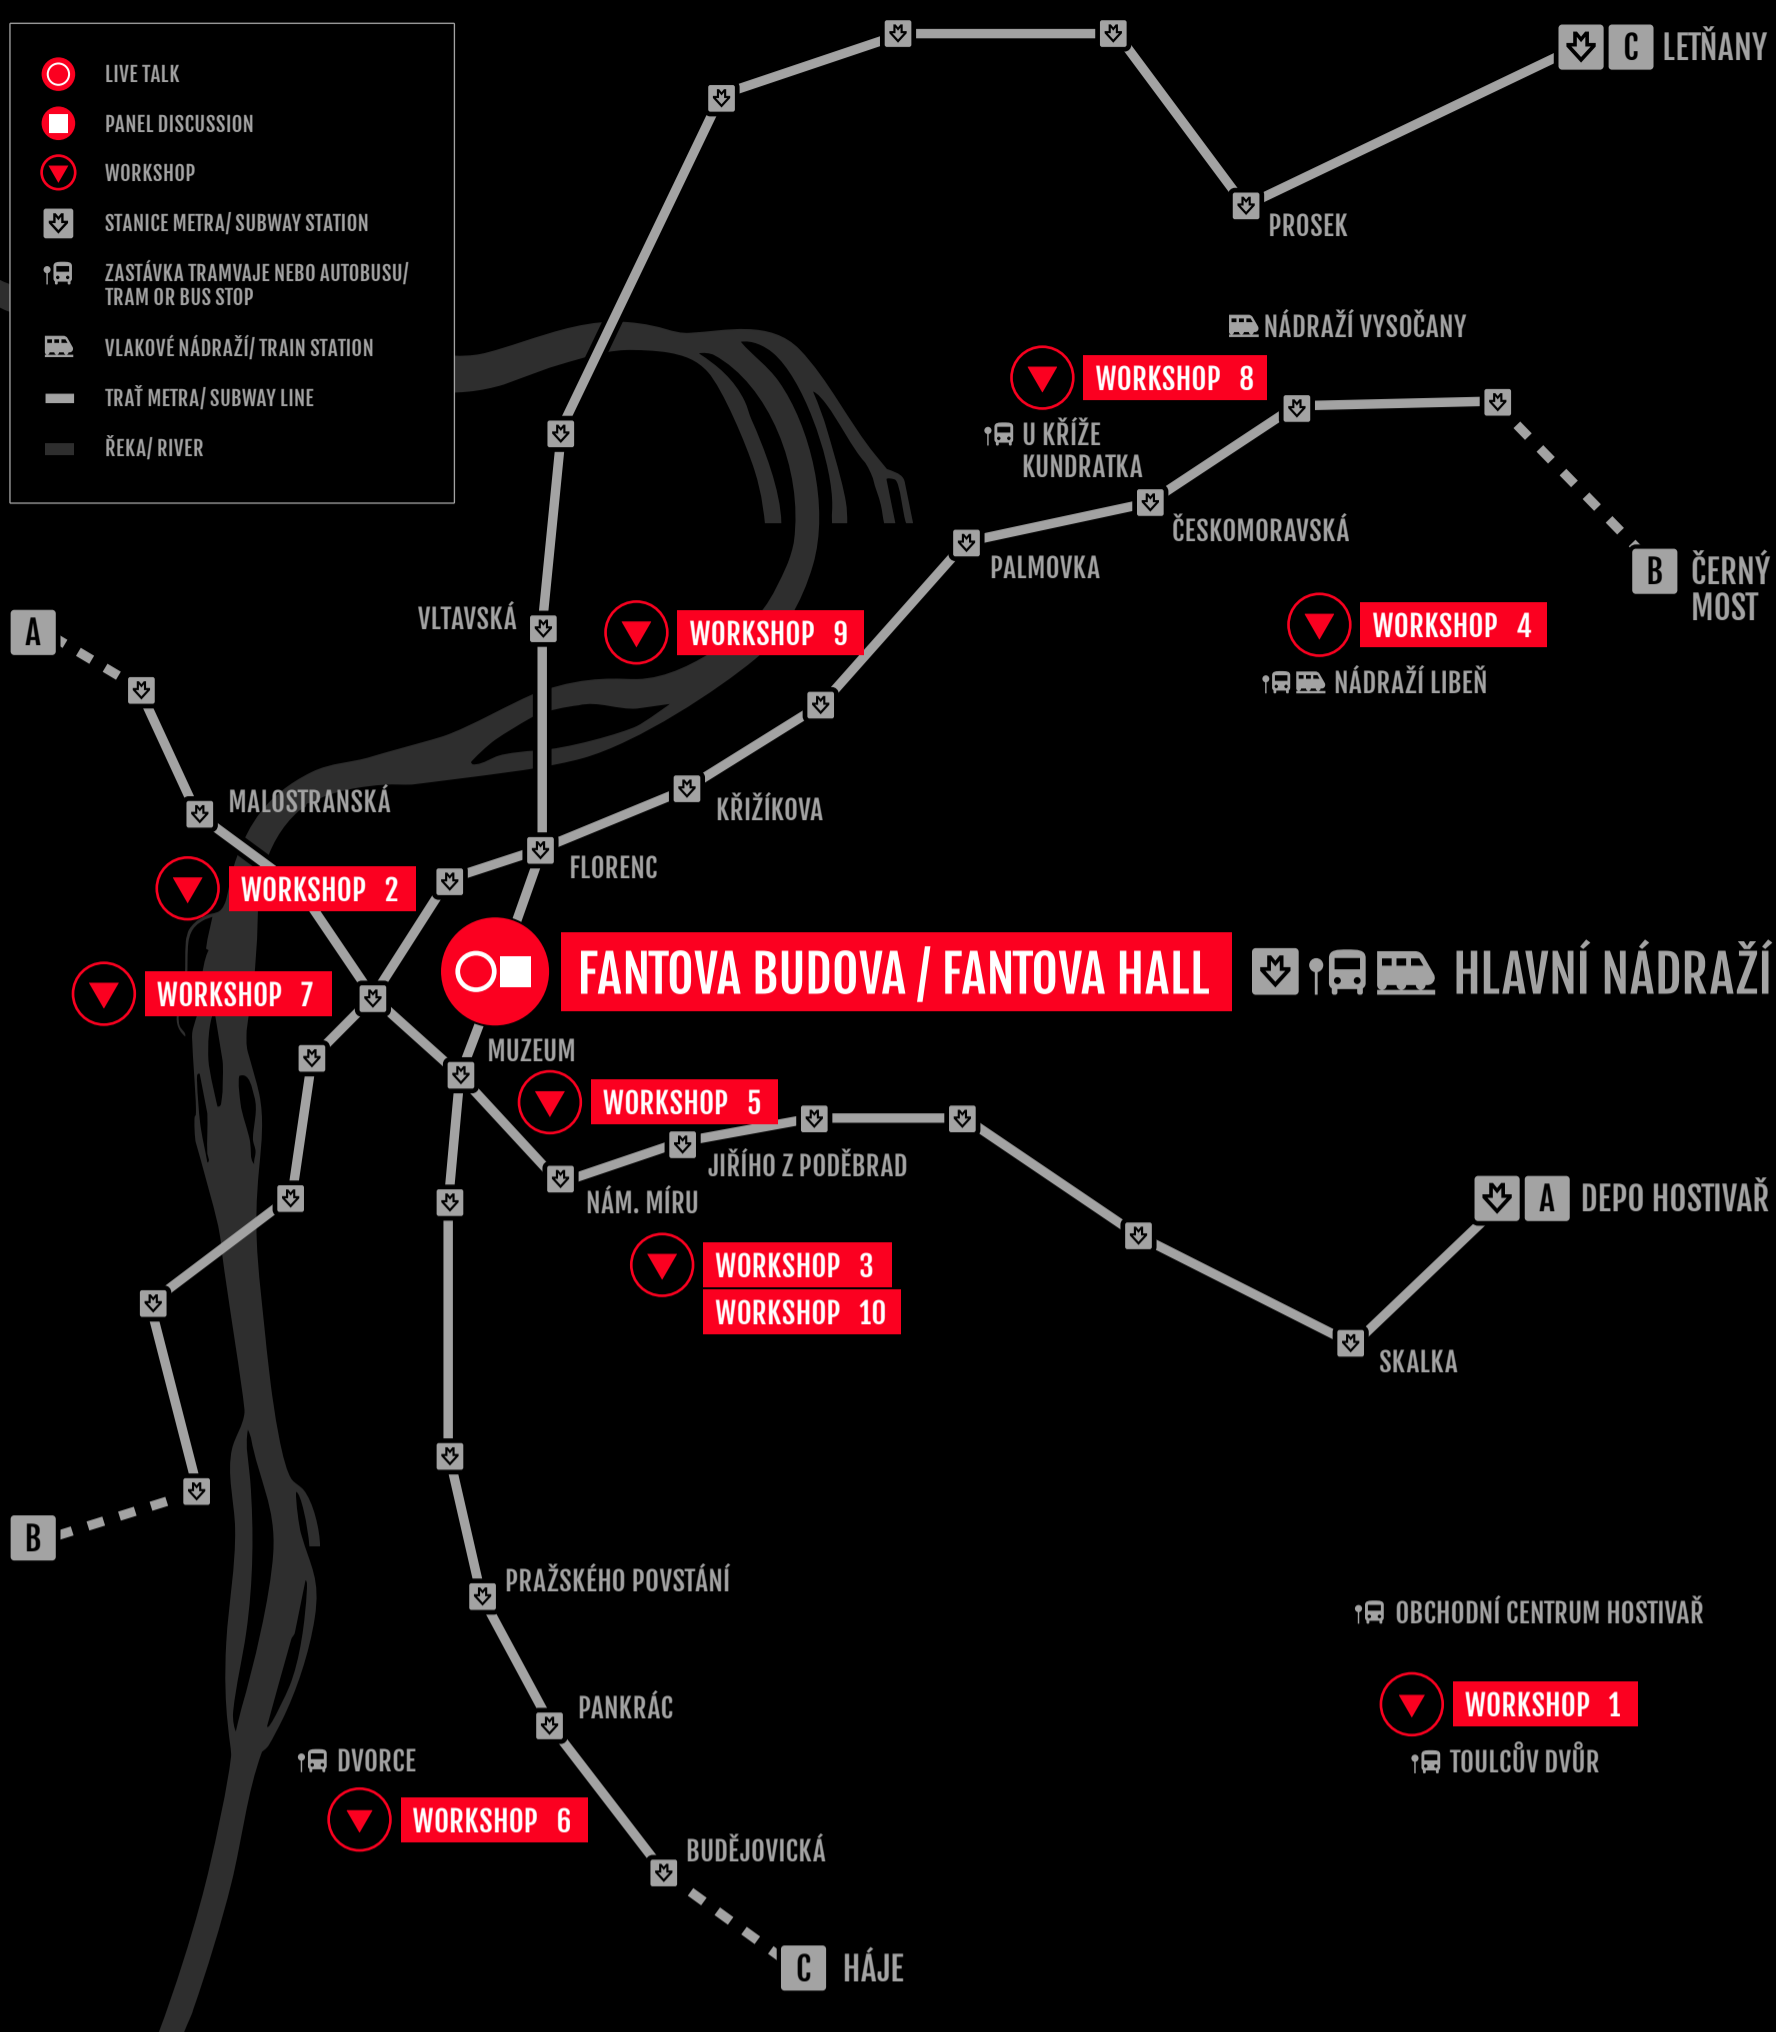 LIVE TALK
PANEL DISCUSSION
WORKSHOP
STANICE METRA/ SUBWAY STATION
ZASTÁVKA TRAMVAJE NEBO AUTOBUSU/
TRAM OR BUS STOP
VLAKOVÉ NÁDRAŽÍ/ TRAIN STATION
TRAŤ METRA/ SUBWAY LINE
ŘEKA/ RIVER
C LETŇANY
PROSEK
NÁDRAŽÍ VYSOČANY
WORKSHOP 8
U KŘÍŽE
KUNDRATKA
ČESKOMORAVSKÁ
PALMOVKA
B ČERNÝ
MOST
VLTAVSKÁ
A
WORKSHOP 9
WORKSHOP 4
NÁDRAŽÍ LIBEŇ
MALOSTRANSKÁ
KŘIŽÍKOVA
FLORENC
WORKSHOP 2
FANTOVA BUDOVA / FANTOVA HALL
HLAVNÍ NÁDRAŽÍ
WORKSHOP 7
MUZEUM
WORKSHOP 5
JIŘÍHO Z PODĚBRAD
NÁM. MÍRU
A DEPO HOSTIVAŘ
WORKSHOP 3
WORKSHOP 10
SKALKA
B
PRAŽSKÉHO POVSTÁNÍ
OBCHODNÍ CENTRUM HOSTIVAŘ
WORKSHOP 1
TOULCŮV DVŮR
PANKRÁC
DVORCE
WORKSHOP 6
BUDĚJOVICKÁ
C HÁJE